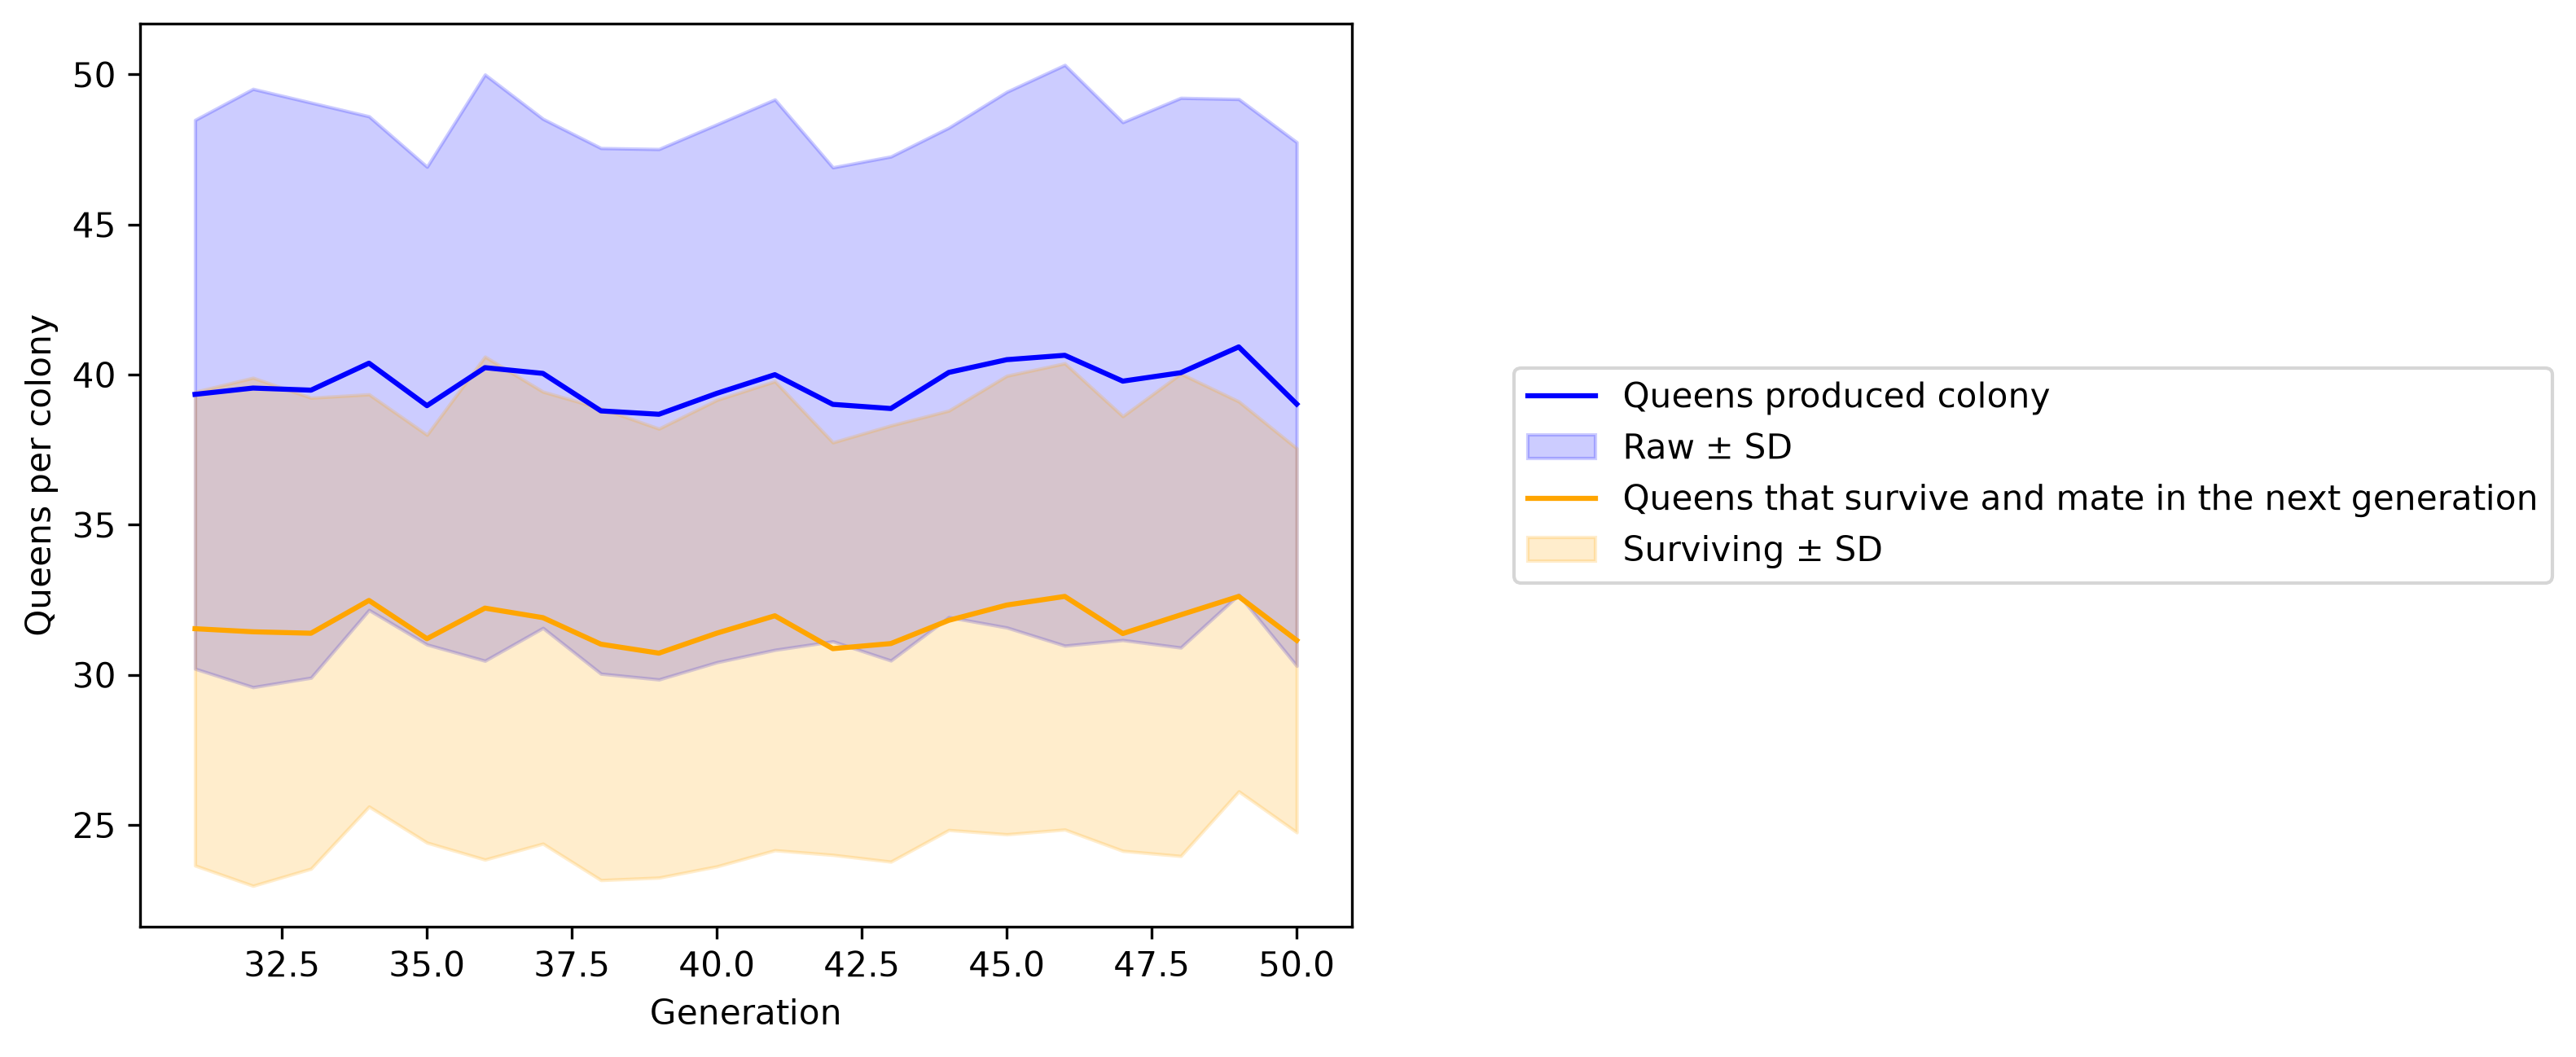 50
45
40
35
30
25
Queens per colony
32.5 35.0 37.5 40.0 42.5 45.0 47.5 50.0
Generation
Queens produced colony
Raw ± SD
Queens that survive and mate in the next generation
Surviving ± SD